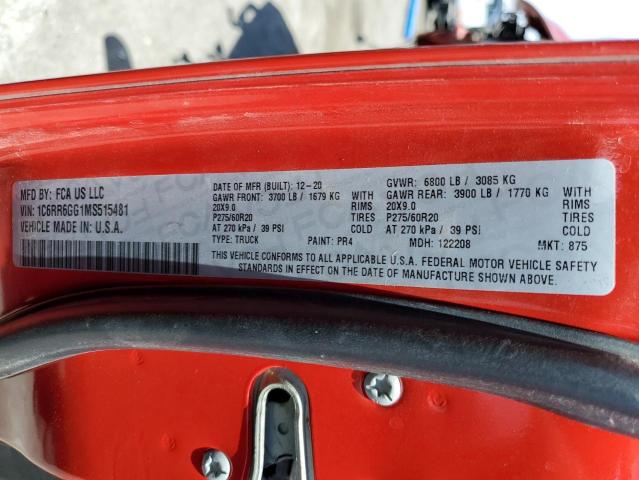 MFD BY: FCA US LLC
VIN: 1C6RR6GG1MS515481
VEHICLE MADE IN: U.S.A.
DATE OF MFR (BUILT): 12-20
GAWR FRONT: 3700 LB / 1679 KG
20X9.0
P275/60R20
AT 270 kPa / 39 PSI
TYPE: TRUCK PAINT: PR4
WITH
RIMS
TIRES
COLD
GVWR: 6800 LB / 3085 KG
GAWR REAR: 3900 LB / 1770 KG
20X9.0
P275/60R20
AT 270 kPa / 39 PSI
MDH: 122208 MKT: 875
WITH
RIMS
TIRES
COLD
THIS VEHICLE CONFORMS TO ALL APPLICABLE U.S.A. FEDERAL MOTOR VEHICLE SAFETY
STANDARDS IN EFFECT ON THE DATE OF MANUFACTURE SHOWN ABOVE.